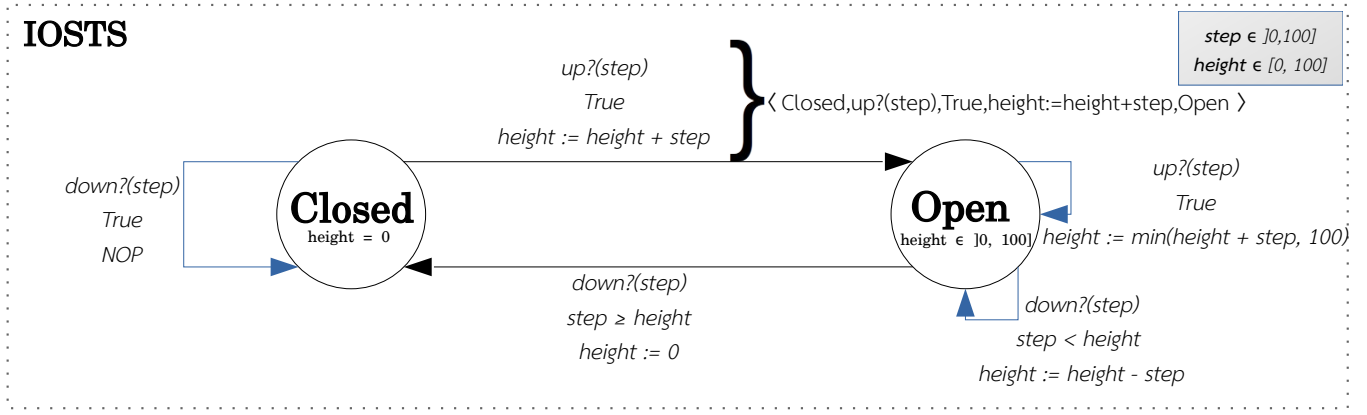 IOSTS
step ϵ ]0,100]
height ϵ [0, 100]
up?(step)
True
height := height + step
}
〈 Closed,up?(step),True,height:=height+step,Open 〉
down?(step)
True
NOP
Closed
height = 0
Open
height ϵ ]0, 100]
up?(step)
True
height := min(height + step, 100)
down?(step)
step ≥ height
height := 0
down?(step)
step < height
height := height - step